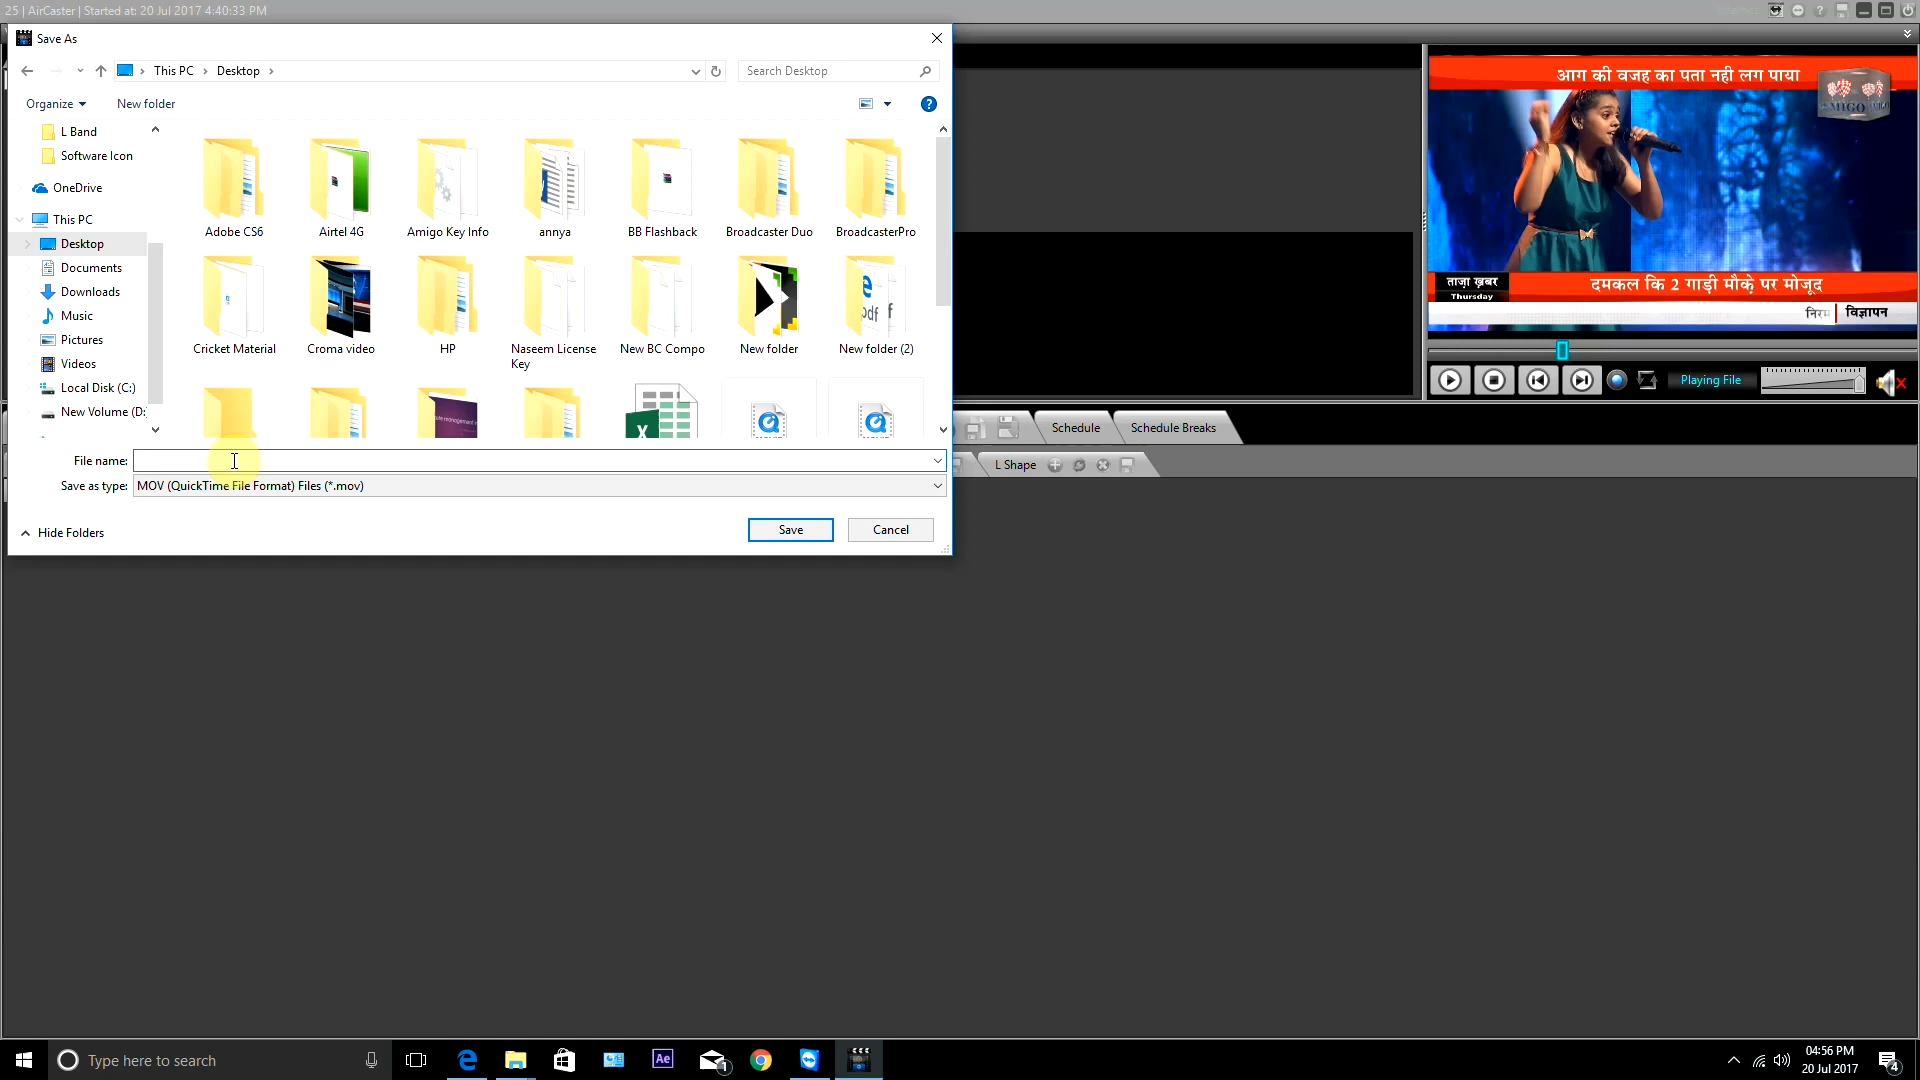 25 | AirCaster | Started at: 20 Jul 2017 4:40:33 PM
Save As
This PC > Desktop >
Search Desktop
Organize
New folder
L Band
Software Icon
OneDrive
This PC
Desktop
Documents
Downloads
Music
Pictures
Videos
Local Disk (C:)
New Volume (D:
Adobe CS6
Airtel 4G
Amigo Key Info
annya
BB Flashback
Broadcaster Duo
BroadcasterPro
Cricket Material
Croma video
HP
Naseem License
Key
New BC Compo
New folder
New folder (2)
File name:
Save as type: MOV (QuickTime File Format) Files (*.mov)
Hide Folders
Save
Cancel
आग की वजह का पता नही लग पाया
ताज़ा ख़बर
Thursday
दमकल कि 2 गाड़ी मौके़ पर मोजूद
विज्ञापन
Playing File
Schedule
Schedule Breaks
L Shape
Type here to search
Ae
1
04:56 PM
20 Jul 2017
4